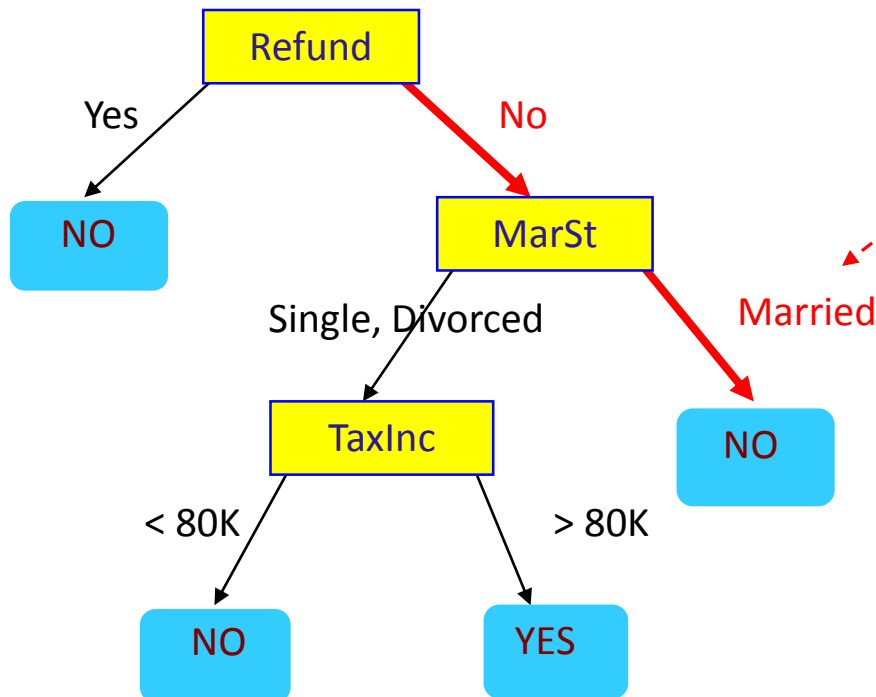 Refund
Yes
No
NO
MarSt
Single, Divorced
Married
TaxInc
NO
< 80K
> 80K
NO
YES